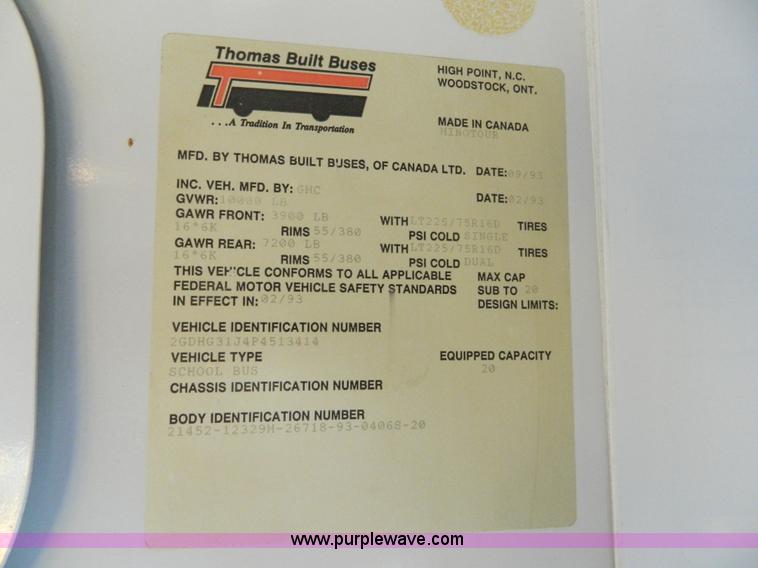 Thomas Built Buses
T
...A Tradition In Transportation
HIGH POINT, N.C.
WOODSTOCK, ONT.
MADE IN CANADA
MINOTOUR
MFD. BY THOMAS BUILT BUSES, OF CANADA LTD. DATE: 09/93
INC. VEH. MFD. BY: GMC DATE: 02/93
GVWR: 10000 LB
GAWR FRONT: 3900 LB WITH LT225/75R16D TIRES
16*6K RIMS 55/380 PSI COLD SINGLE
GAWR REAR: 7200 LB WITH LT225/75R16D TIRES
16*6K RIMS 55/380 PSI COLD DUAL
THIS VEHICLE CONFORMS TO ALL APPLICABLE MAX CAP
FEDERAL MOTOR VEHICLE SAFETY STANDARDS SUB TO 20
IN EFFECT IN: 02/93 DESIGN LIMITS:
VEHICLE IDENTIFICATION NUMBER
2GDHG31J4P4513414
VEHICLE TYPE EQUIPPED CAPACITY
SCHOOL BUS 20
CHASSIS IDENTIFICATION NUMBER
BODY IDENTIFICATION NUMBER
21452-12329M-26718-93-0406S-20
www.purplewave.com